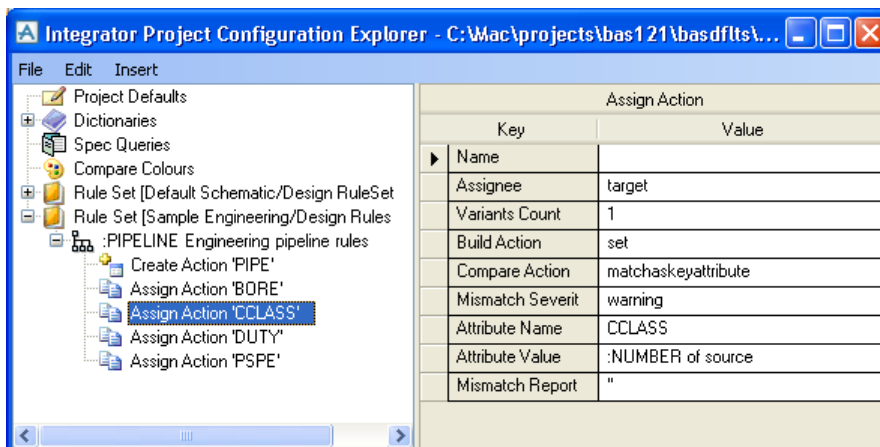 Integrator Project Configuration Explorer - C:\Mac\projects\bas121\basdflts\...
File Edit Insert
Project Defaults
Dictionaries
Spec Queries
Compare Colours
Rule Set [Default Schematic/Design RuleSet
Rule Set [Sample Engineering/Design Rules
:PIPELINE Engineering pipeline rules
Create Action 'PIPE'
Assign Action 'BORE'
Assign Action 'CCLASS'
Assign Action 'DUTY'
Assign Action 'PSPE'
Assign Action
Key Value
Name
Assignee target
Variants Count 1
Build Action set
Compare Action matchaskeyattribute
Mismatch Severit warning
Attribute Name CCLASS
Attribute Value :NUMBER of source
Mismatch Report "